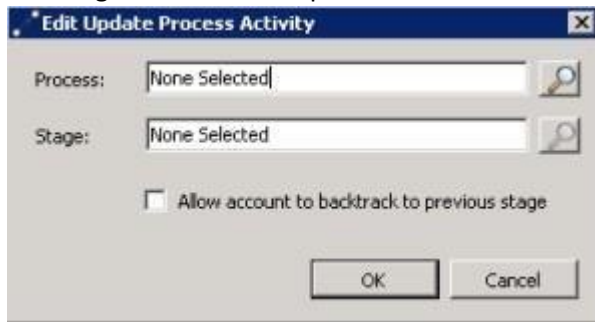 Edit Update Process Activity
Process: None Selected
Stage: None Selected
Allow account to backtrack to previous stage
OK Cancel